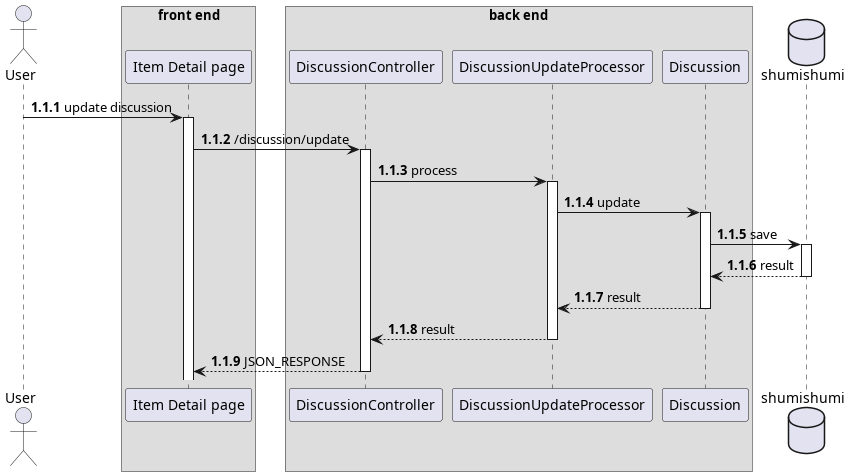 front end
back end
User
Item Detail page
DiscussionController
DiscussionUpdateProcessor
Discussion
shumishumi
1.1.1 update discussion
1.1.2 /discussion/update
1.1.3 process
1.1.4 update
1.1.5 save
1.1.6 result
1.1.7 result
1.1.8 result
1.1.9 JSON_RESPONSE
User
Item Detail page
DiscussionController
DiscussionUpdateProcessor
Discussion
shumishumi